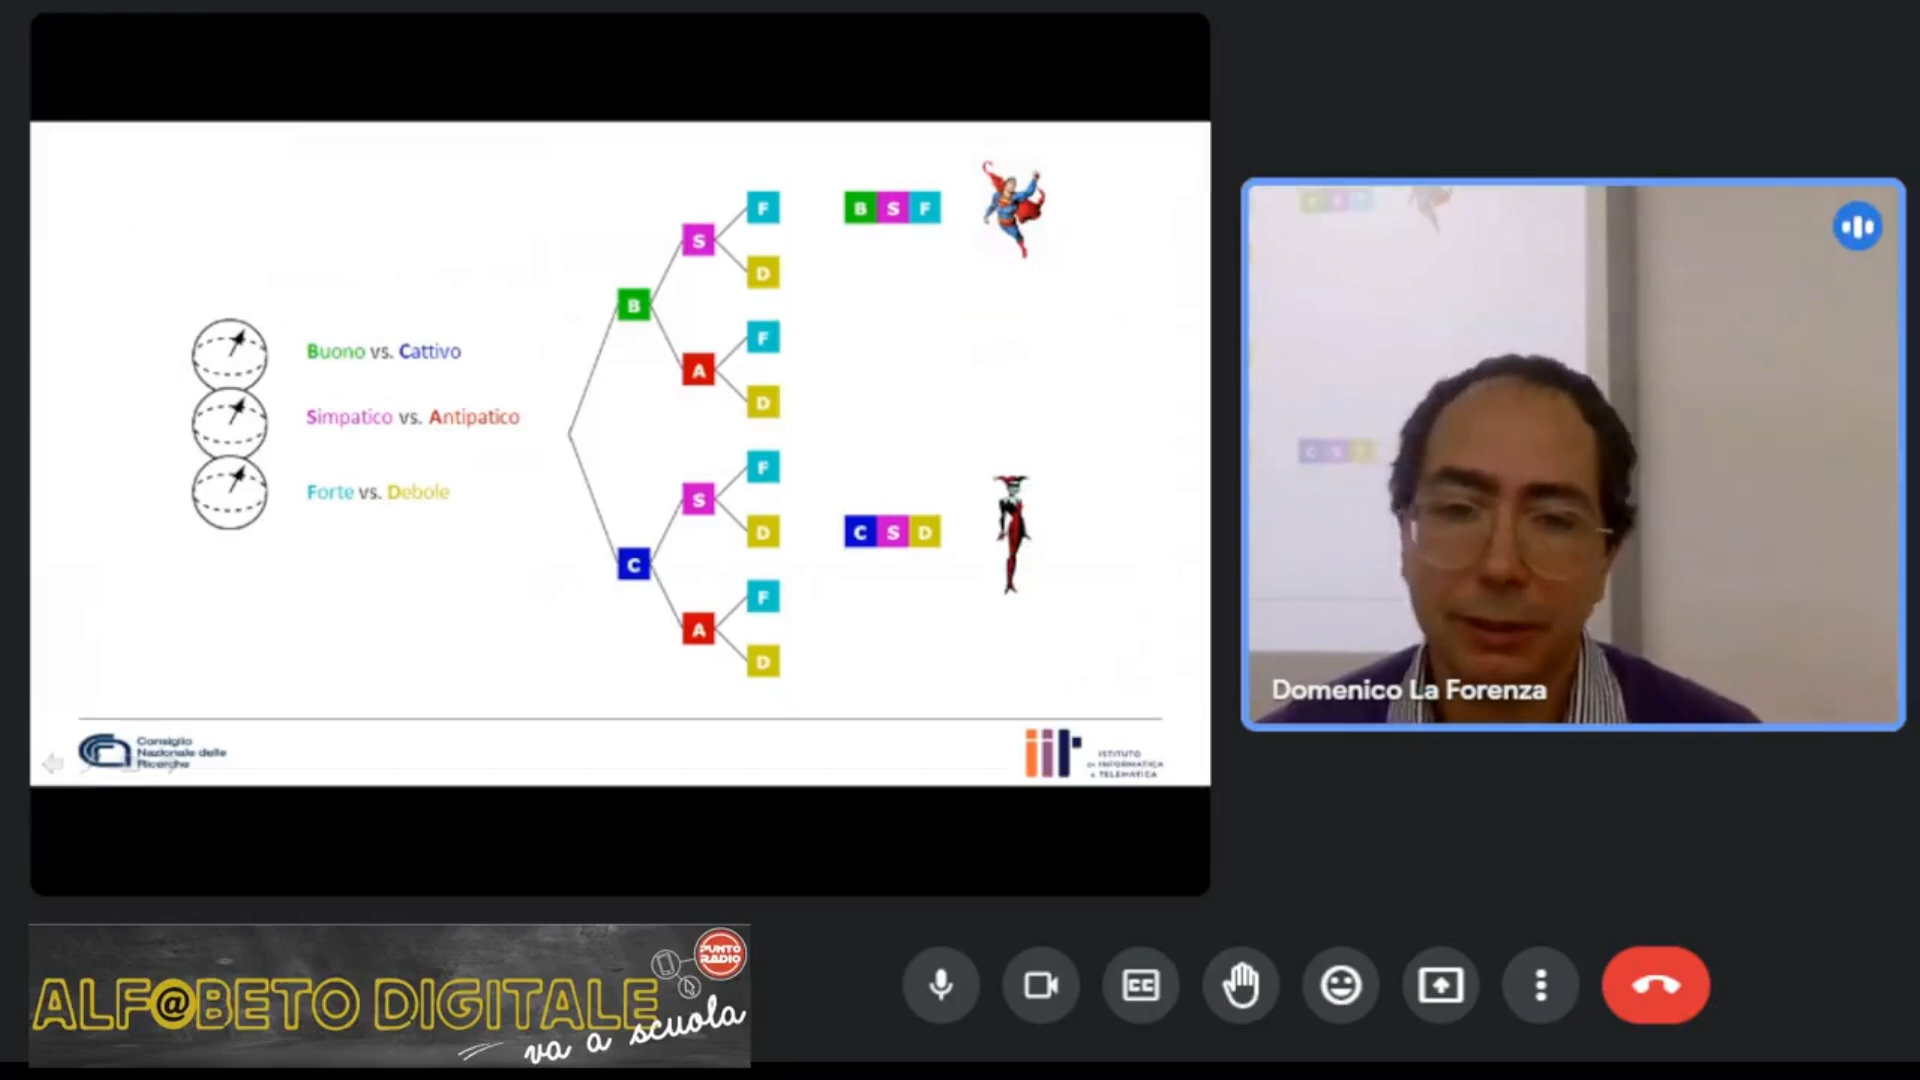 Buono vs. Cattivo
Simpatico vs. Antipatico
Forte vs. Debole
B
C
S
A
S
A
F
D
F
D
F
D
F
D
B S F
C S D
Consiglio
Nazionale delle
Ricerche
iit
ISTITUTO
DI INFORMATICA
E TELEMATICA
B S F
C S D
Domenico La Forenza
PUNTO
RADIO
ALF@BETO DIGITALE
va a scuola
CC